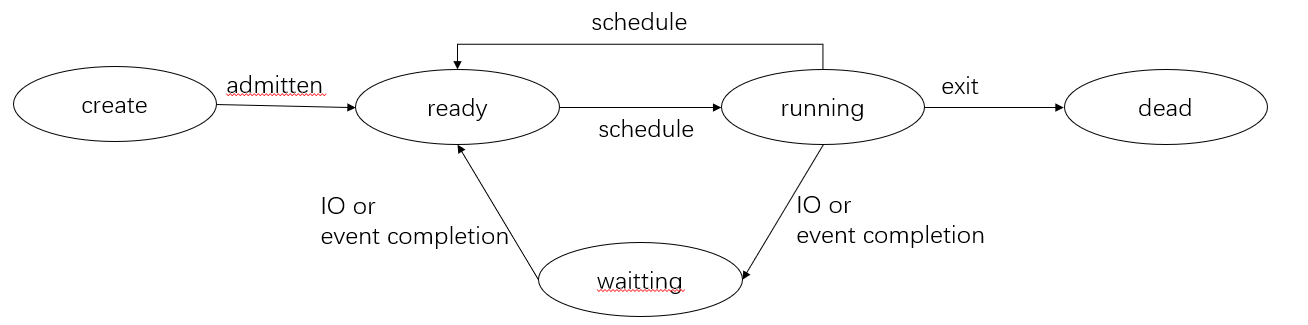 schedule
create
admitten
ready
schedule
running
exit
dead
IO or
event completion
IO or
event completion
waitting